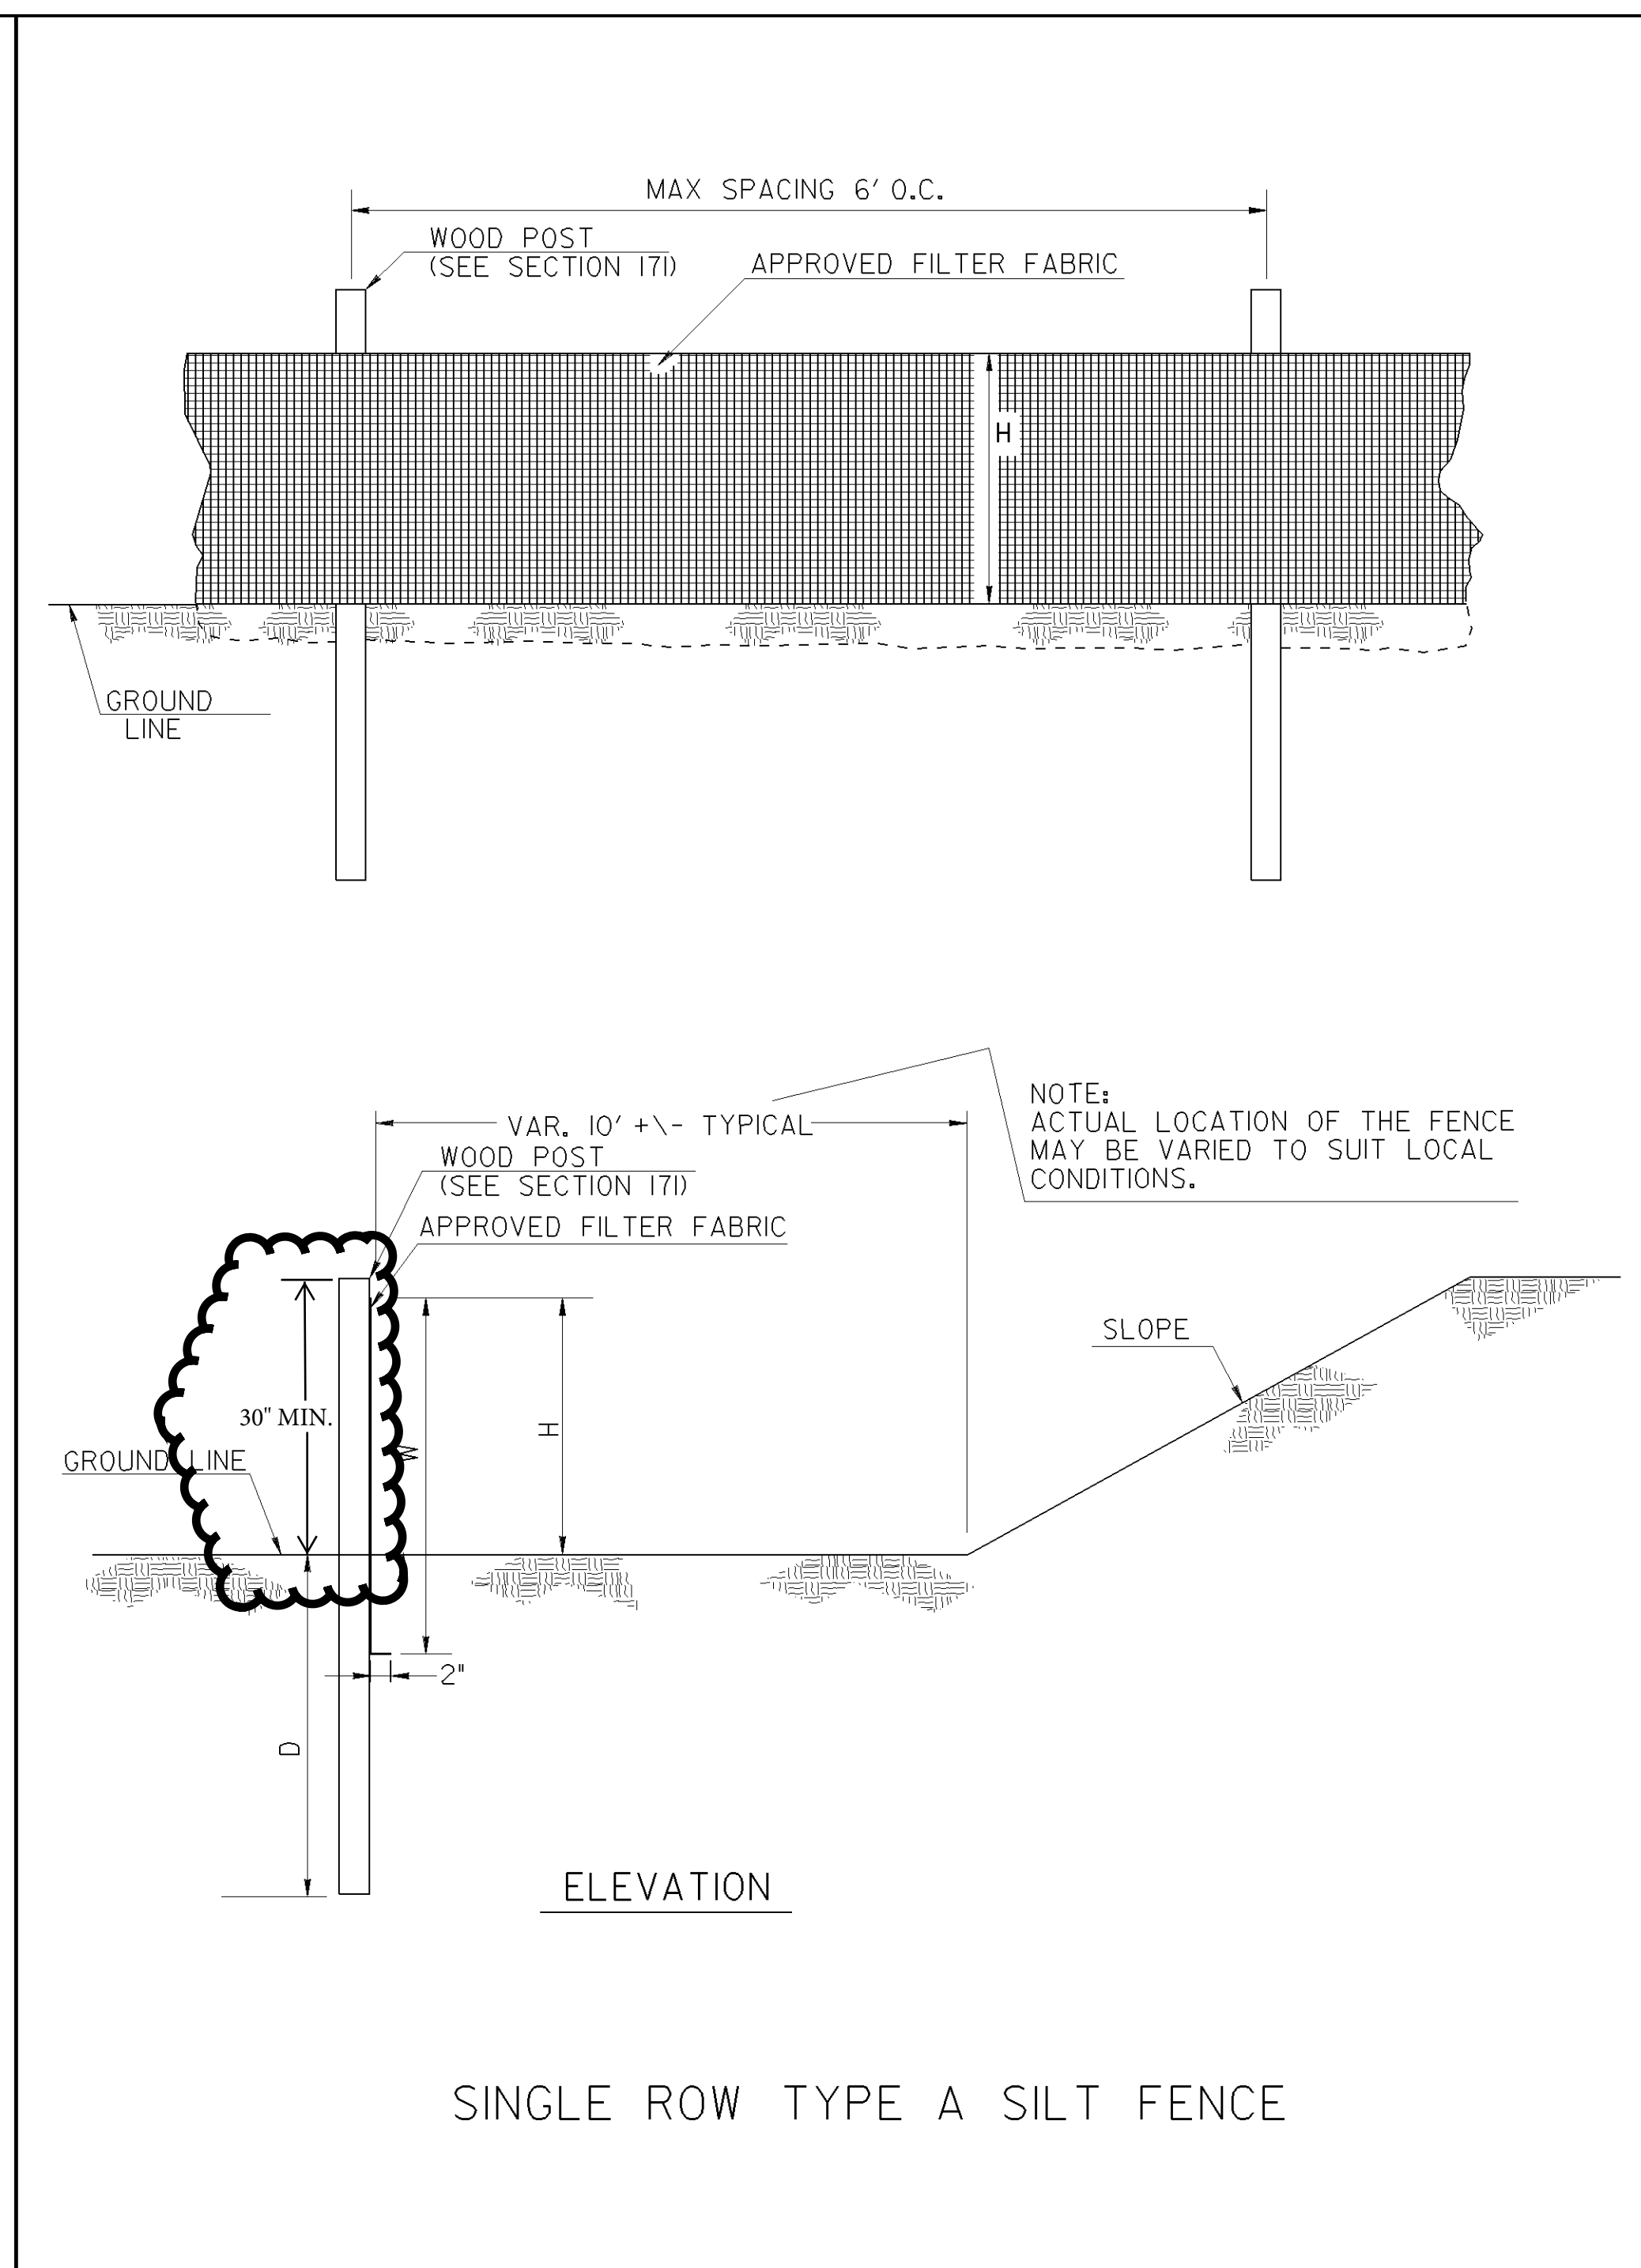 MAX SPACING 6' O.C.
WOOD POST
(SEE SECTION 171)
APPROVED FILTER FABRIC
H
GROUND
LINE
NOTE:
ACTUAL LOCATION OF THE FENCE
MAY BE VARIED TO SUIT LOCAL
CONDITIONS.
VAR. 10' +\- TYPICAL
WOOD POST
(SEE SECTION 171)
APPROVED FILTER FABRIC
SLOPE
30" MIN.
H
W
GROUND LINE
2"
D
ELEVATION
SINGLE ROW TYPE A SILT FENCE